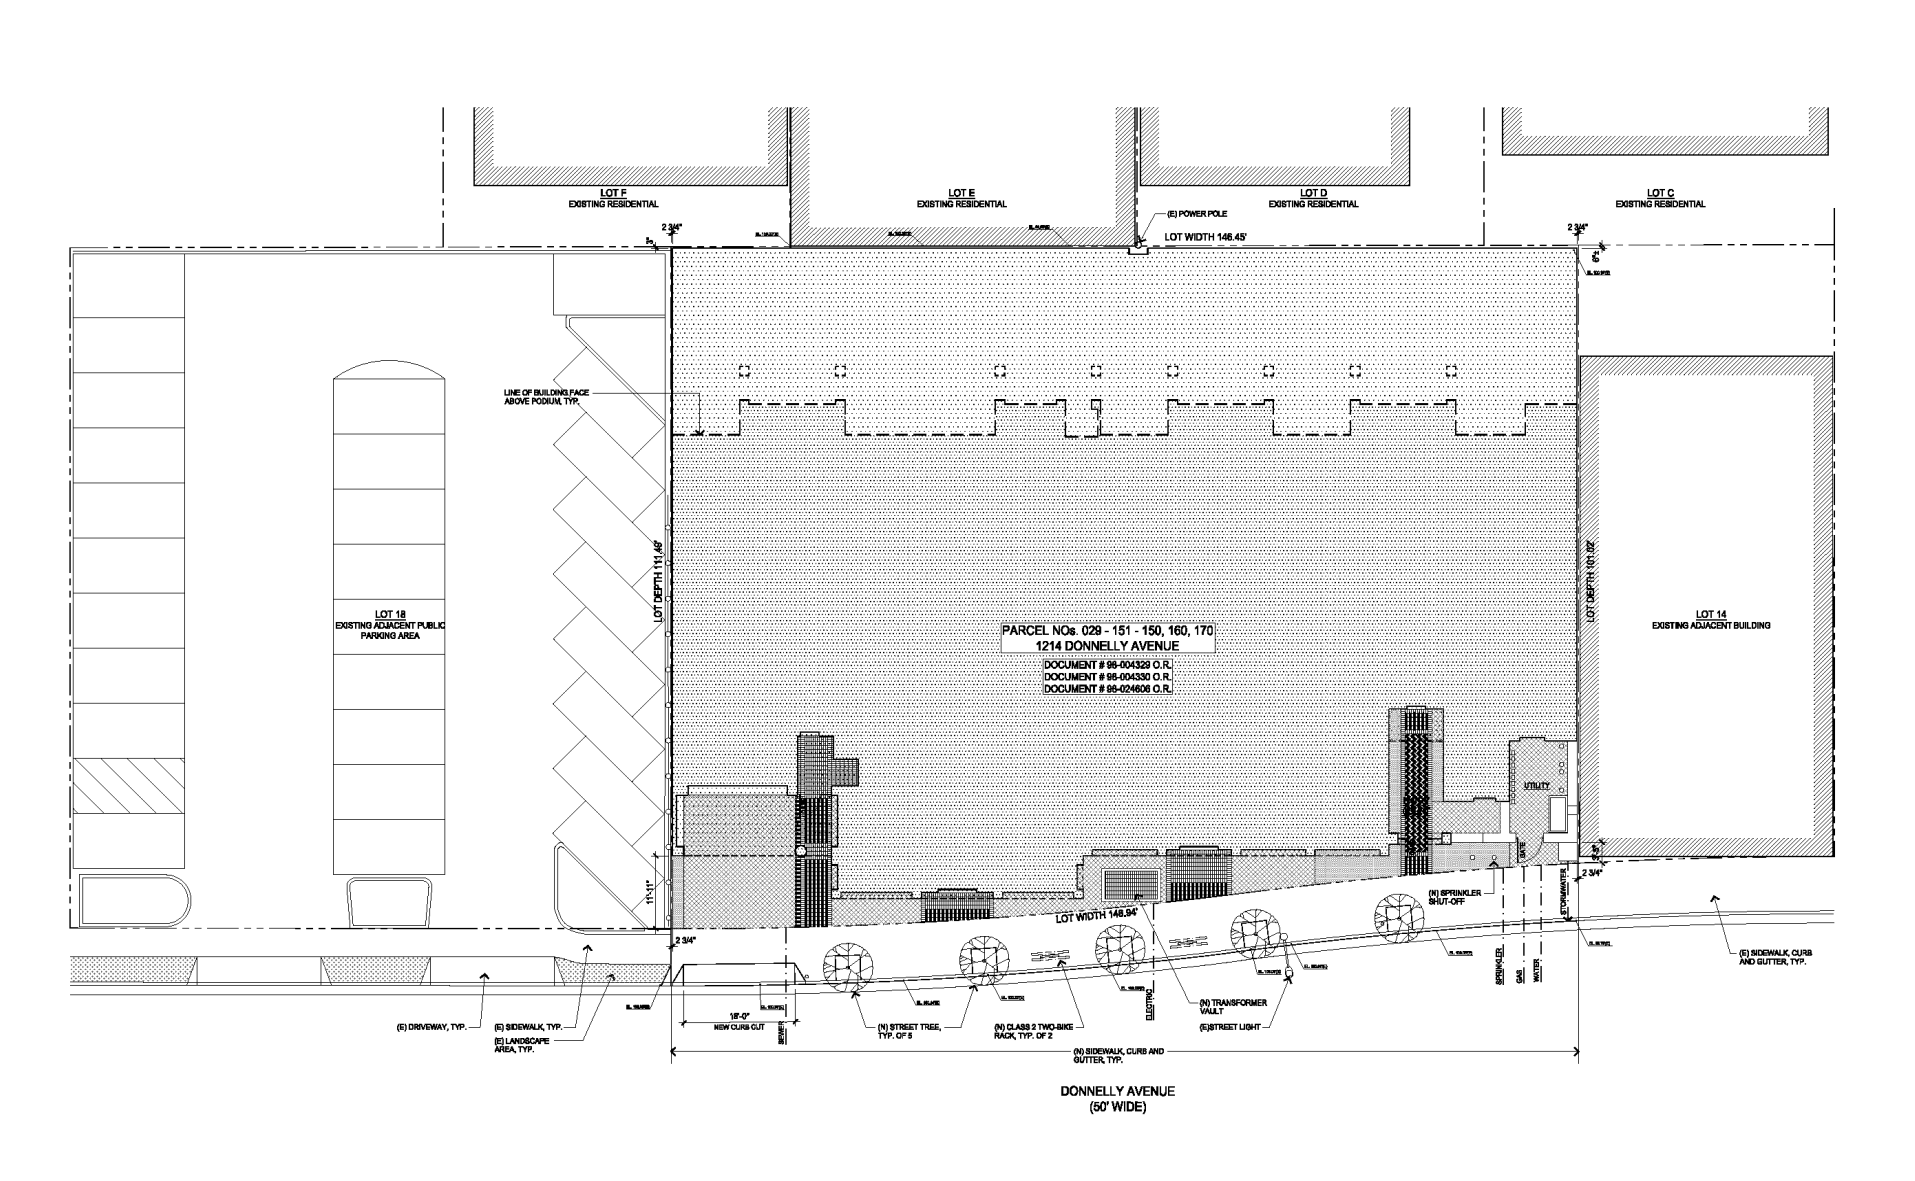 LOT F
EXISTING RESIDENTIAL
LOT E
EXISTING RESIDENTIAL
LOT D
EXISTING RESIDENTIAL
LOT C
EXISTING RESIDENTIAL
(E) POWER POLE
2 3/4"
LOT WIDTH 146.45'
2 3/4"
LINE OF BUILDING FACE
ABOVE PODIUM, TYP.
LOT DEPTH 111.49'
LOT DEPTH 101.02'
LOT 18
EXISTING ADJACENT PUBLIC
PARKING AREA
PARCEL NOs. 029 - 151 - 150, 160, 170
1214 DONNELLY AVENUE
DOCUMENT # 96-004329 O.R.
DOCUMENT # 96-004330 O.R.
DOCUMENT # 96-024606 O.R.
LOT 14
EXISTING ADJACENT BUILDING
UTILITY
GATE
11'-11"
3'-5"
2 3/4"
(N) SPRINKLER
SHUT-OFF
STORMWATER
LOT WIDTH 146.94'
2 3/4"
(E) SIDEWALK, CURB
AND GUTTER, TYP.
SPRINKLER
GAS
WATER
ELECTRIC
SEWER
18'-0"
NEW CURB CUT
(E) DRIVEWAY, TYP.
(E) SIDEWALK, TYP.
(E) LANDSCAPE
AREA, TYP.
(N) STREET TREE,
TYP. OF 5
(N) CLASS 2 TWO-BIKE
RACK, TYP. OF 2
(N) TRANSFORMER
VAULT
(E)STREET LIGHT
(N) SIDEWALK, CURB AND
GUTTER, TYP.
DONNELLY AVENUE
(50' WIDE)